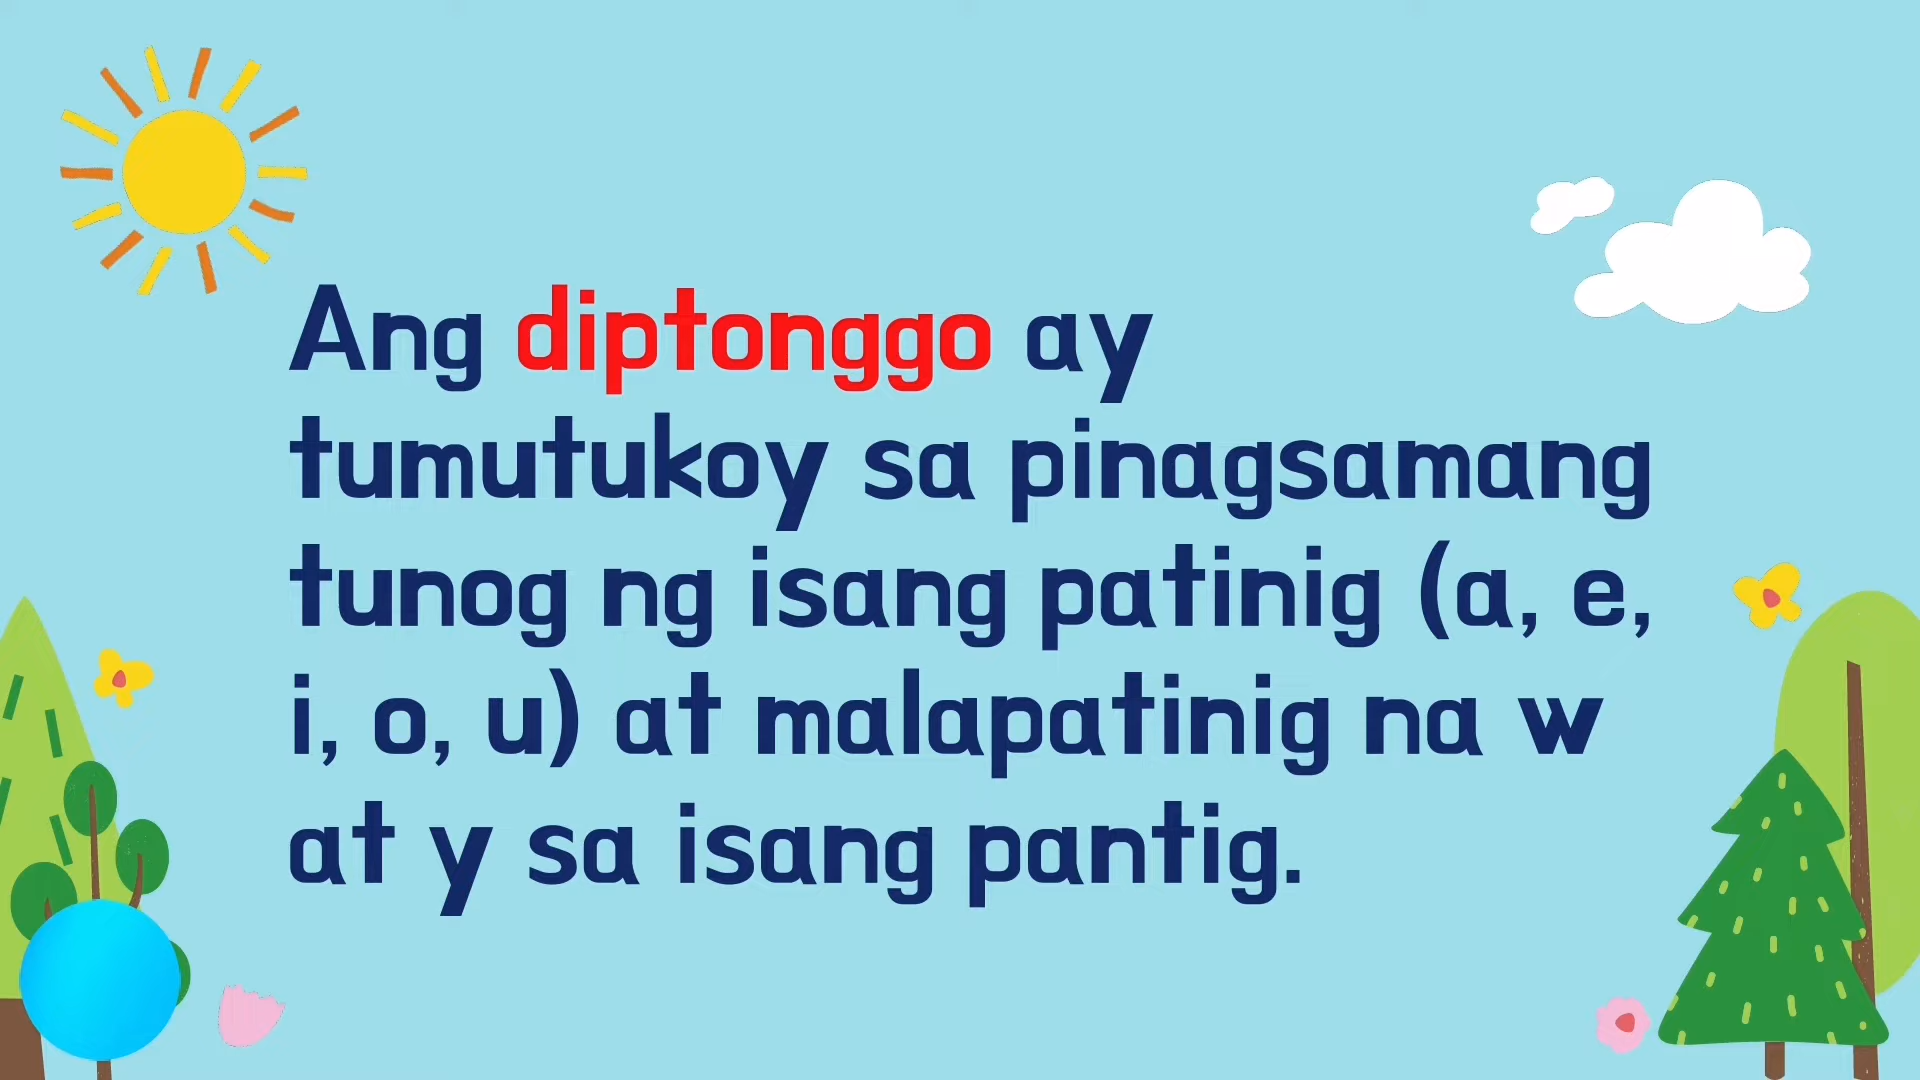 Ang diptonggo ay
tumutukoy sa pinagsamang
tunog ng isang patinig (a, e,
i, o, u) at malapatinig na w
at y sa isang pantig.